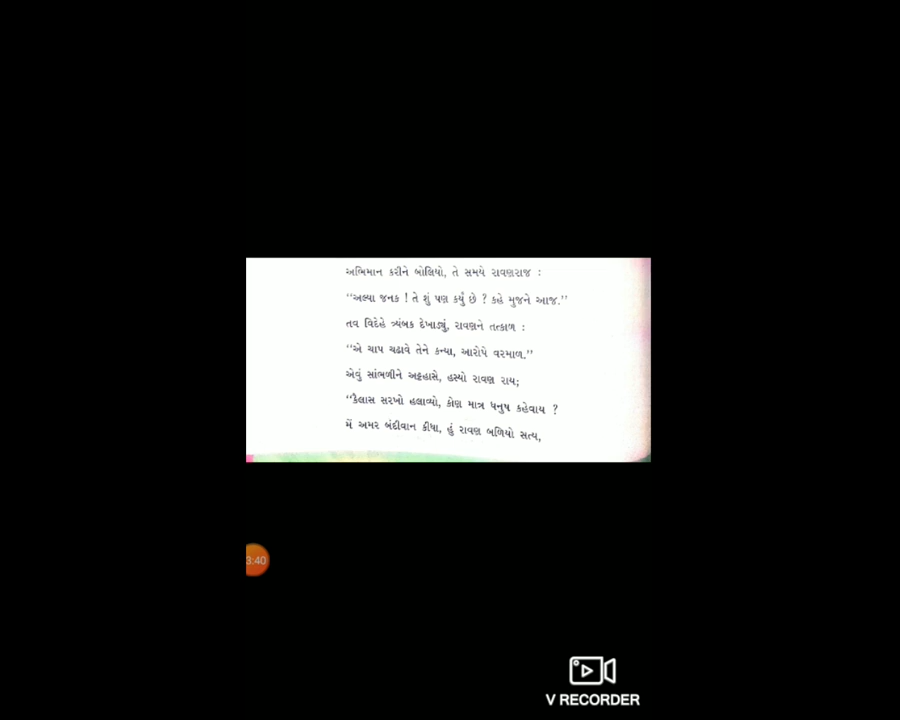 અભિમાન કરીને બોલિયો, તે સમયે રાવણરાજ :
“અલ્યા જનક ! તે શું પણ કર્યું છે ? કહે મુજને આજ.”
તવ વિદેહે ત્ર્યંબક દેખાડ્યું, રાવણને તત્કાળ :
“એ ચાપ ચઢાવે તેને કન્યા, આરોપે વરમાળ.”
એવું સાંભળીને અટ્ટહાસે, હસ્યો રાવણ રાય;
“કૈલાસ સરખો હલાવ્યો, કોણ માત્ર ધનુષ કહેવાય ?
મેં અમર બંદીવાન કીધા, હું રાવણ બળિયો સત્ય,
3:40
V RECORDER